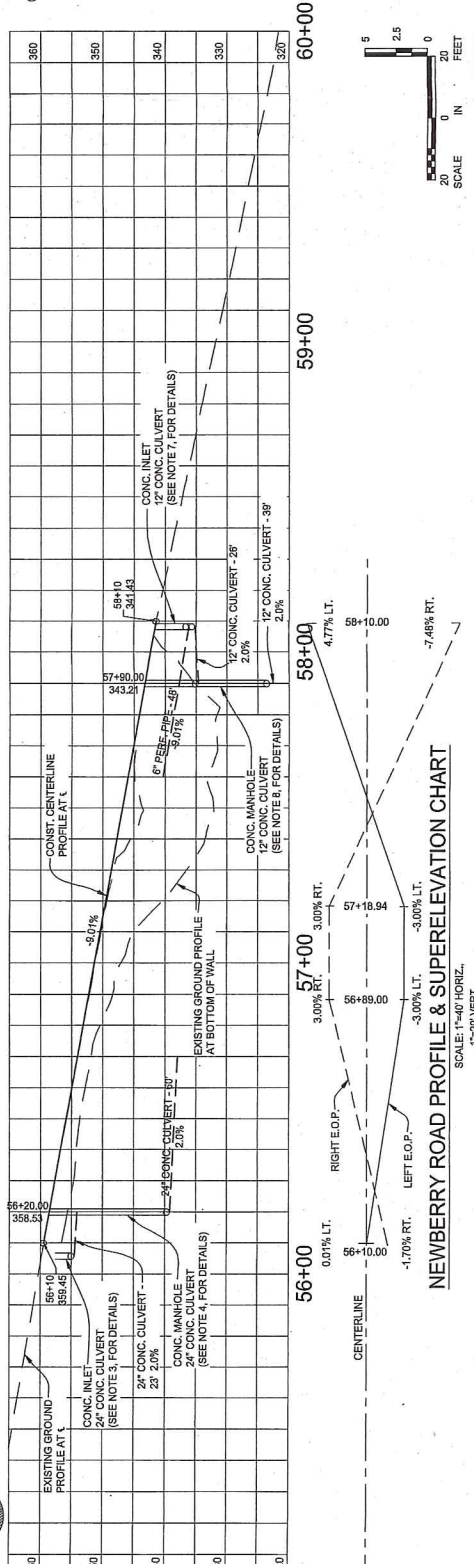 360
350
340
330
320
EXISTING GROUND
PROFILE AT ℄
56+10
359.45
CONC. INLET
24" CONC. CULVERT
(SEE NOTE 3, FOR DETAILS)
24" CONC. CULVERT -
23' 2.0%
56+20.00
358.53
CONC. MANHOLE
24" CONC. CULVERT
(SEE NOTE 4, FOR DETAILS)
24" CONC. CULVERT - 60'
2.0%
-9.01%
CONST. CENTERLINE
PROFILE AT ℄
EXISTING GROUND PROFILE
AT BOTTOM OF WALL
6" PERF. PIPE - 48'
-9.01%
57+90.00
343.21
58+10
341.43
CONC. MANHOLE
12" CONC. CULVERT
(SEE NOTE 8, FOR DETAILS)
12" CONC. CULVERT - 26'
2.0%
12" CONC. CULVERT - 39'
2.0%
CONC. INLET
12" CONC. CULVERT
(SEE NOTE 7, FOR DETAILS)
56+00
57+00
58+00
59+00
60+00
CENTERLINE
0.01% LT.
56+10.00
-1.70% RT.
RIGHT E.O.P.
LEFT E.O.P.
3.00% RT.
56+89.00
-3.00% LT.
3.00% RT.
57+18.94
-3.00% LT.
4.77% LT.
58+10.00
-7.48% RT.
NEWBERRY ROAD PROFILE & SUPERELEVATION CHART
SCALE: 1"=40' HORIZ.,
5
2.5
0
20 0 20
SCALE IN FEET